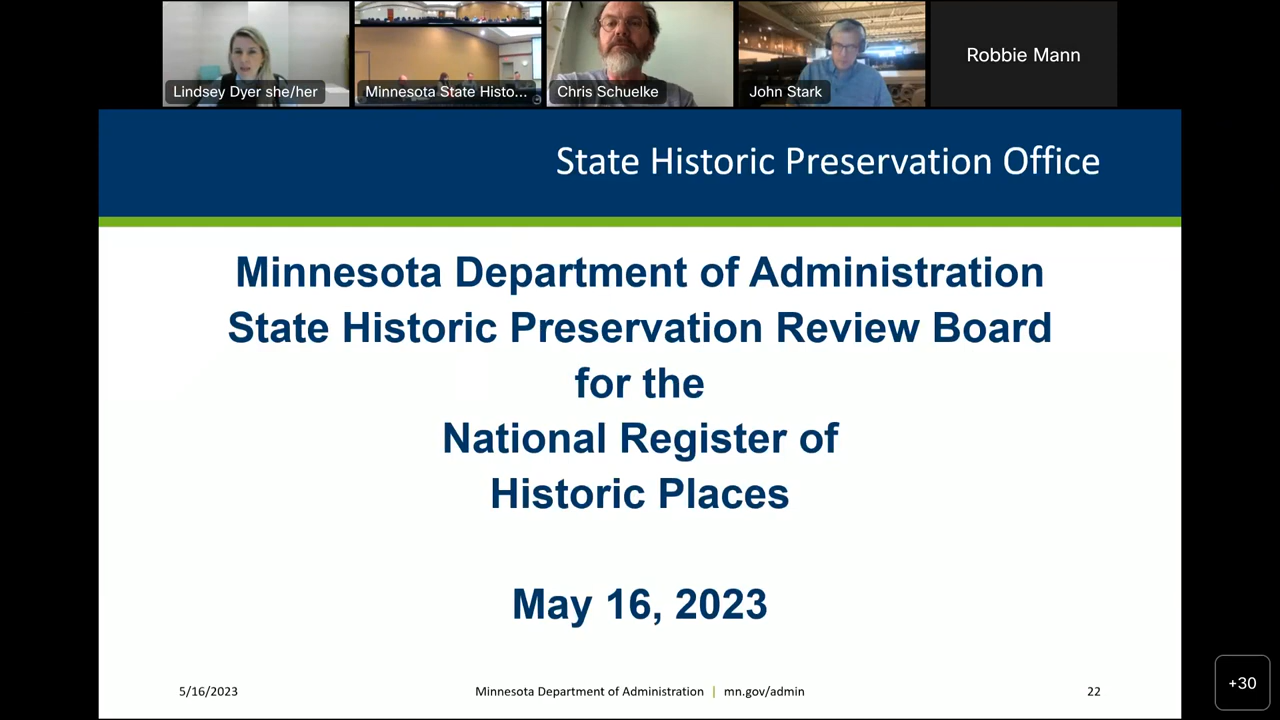 Lindsey Dyer she/her
Minnesota State Histo...
Chris Schuelke
John Stark
Robbie Mann
State Historic Preservation Office
Minnesota Department of Administration
State Historic Preservation Review Board
for the
National Register of
Historic Places
May 16, 2023
5/16/2023
Minnesota Department of Administration | mn.gov/admin
22
+30